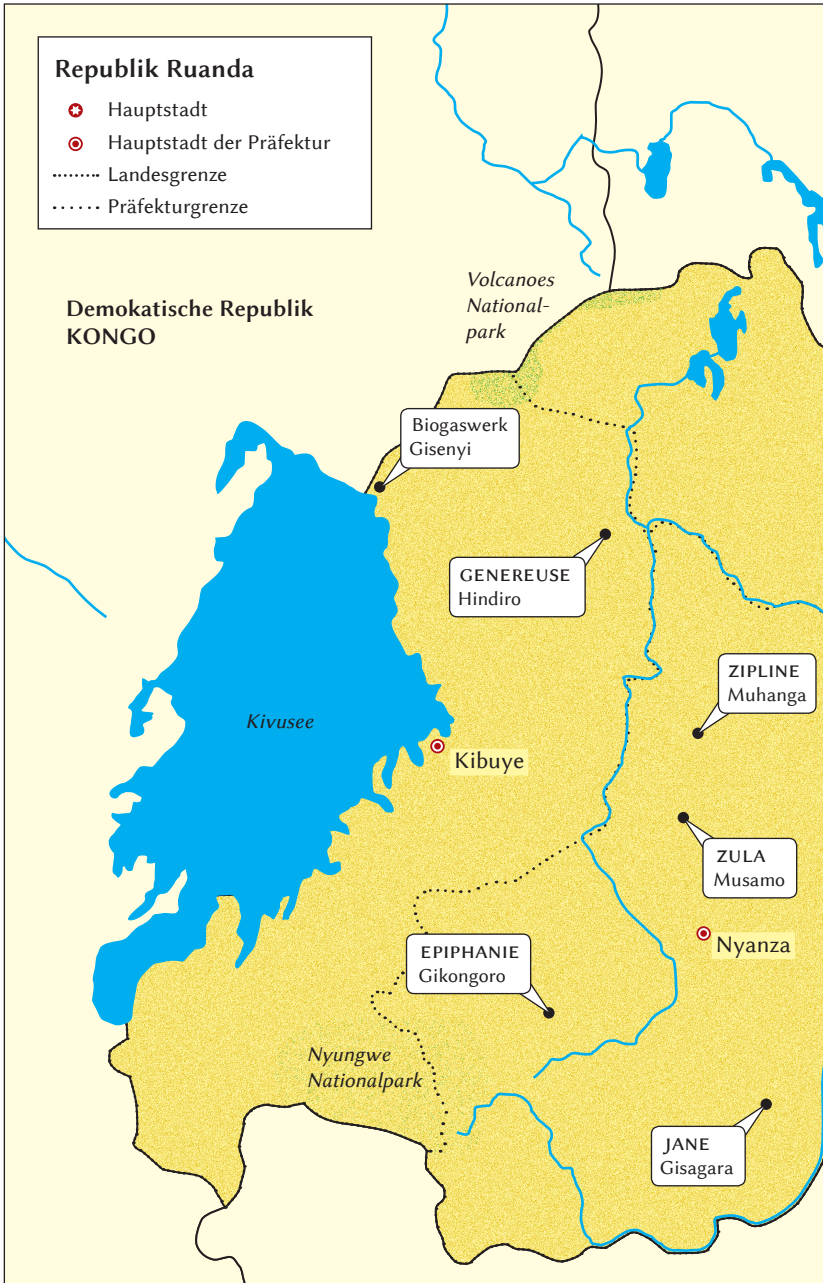 Republik Ruanda
Hauptstadt
Hauptstadt der Präfektur
Landesgrenze
Präfekturgrenze
Volcanoes
National-
park
Demokatische Republik
KONGO
Biogaswerk
Gisenyi
GENEREUSE
Hindiro
ZIPLINE
Muhanga
Kivusee
Kibuye
ZULA
Musamo
EPIPHANIE
Gikongoro
Nyanza
Nyungwe
Nationalpark
JANE
Gisagara